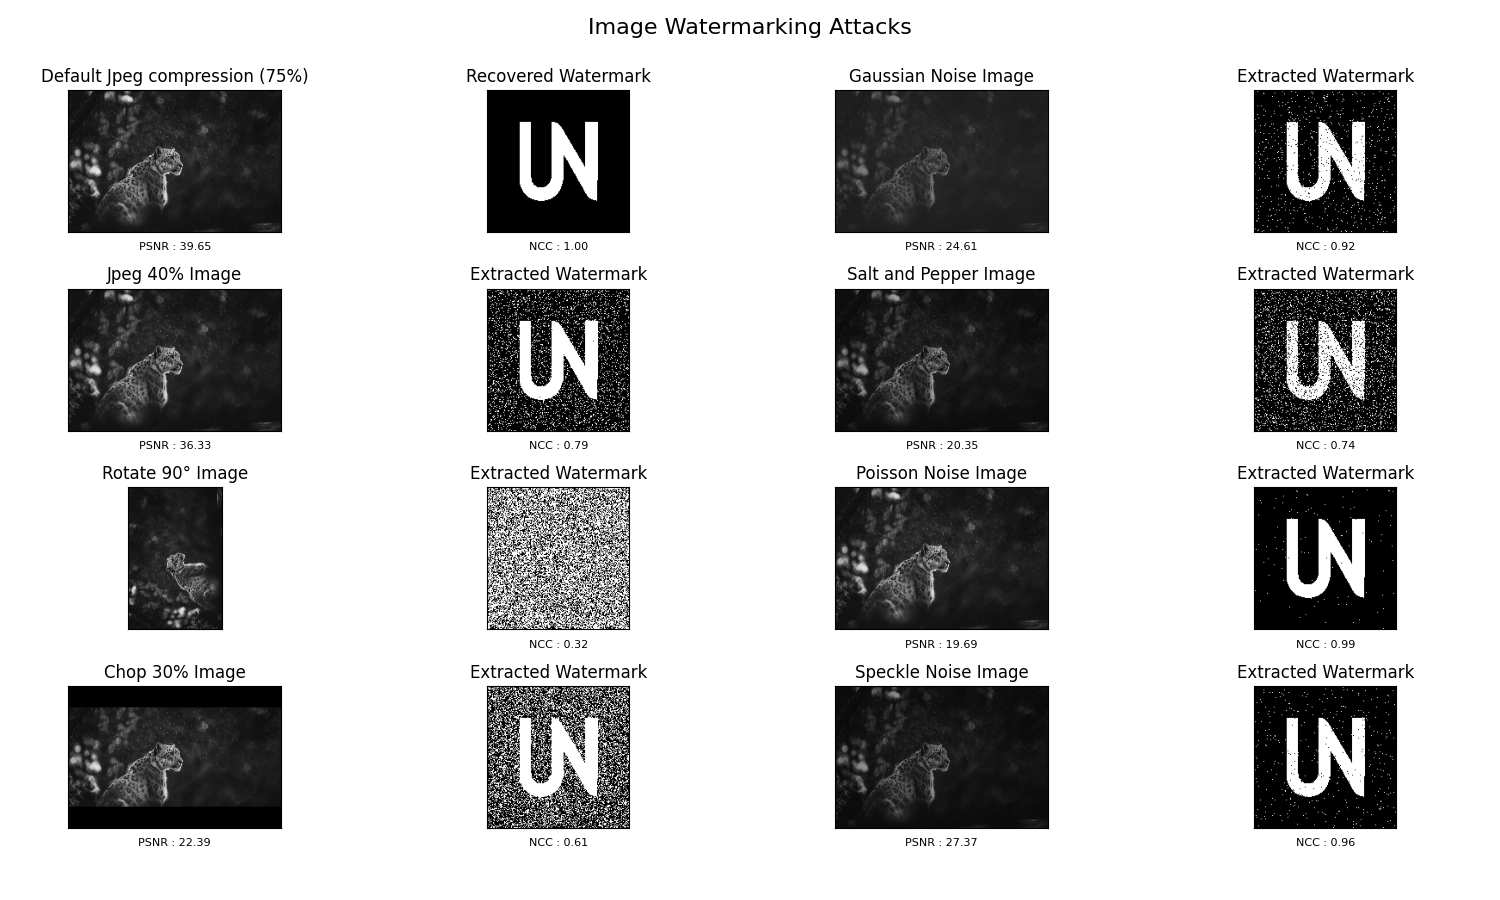 Image Watermarking Attacks
Default Jpeg compression (75%)
Recovered Watermark
Gaussian Noise Image
Extracted Watermark
UN
UN
PSNR : 39.65
NCC : 1.00
PSNR : 24.61
NCC : 0.92
Jpeg 40% Image
Extracted Watermark
Salt and Pepper Image
Extracted Watermark
UN
UN
PSNR : 36.33
NCC : 0.79
PSNR : 20.35
NCC : 0.74
Rotate 90° Image
Extracted Watermark
Poisson Noise Image
Extracted Watermark
UN
NCC : 0.32
PSNR : 19.69
NCC : 0.99
Chop 30% Image
Extracted Watermark
Speckle Noise Image
Extracted Watermark
UN
UN
PSNR : 22.39
NCC : 0.61
PSNR : 27.37
NCC : 0.96